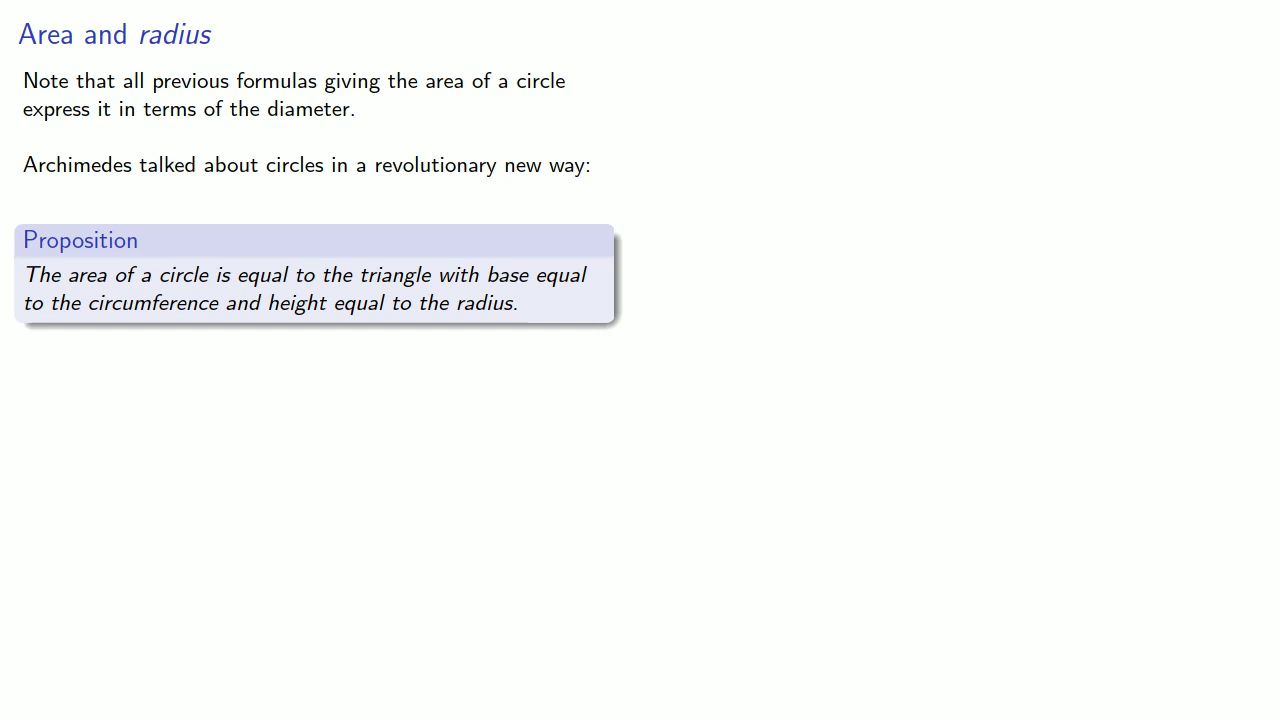 Area and radius
Note that all previous formulas giving the area of a circle
express it in terms of the diameter.
Archimedes talked about circles in a revolutionary new way:
Proposition
The area of a circle is equal to the triangle with base equal
to the circumference and height equal to the radius.